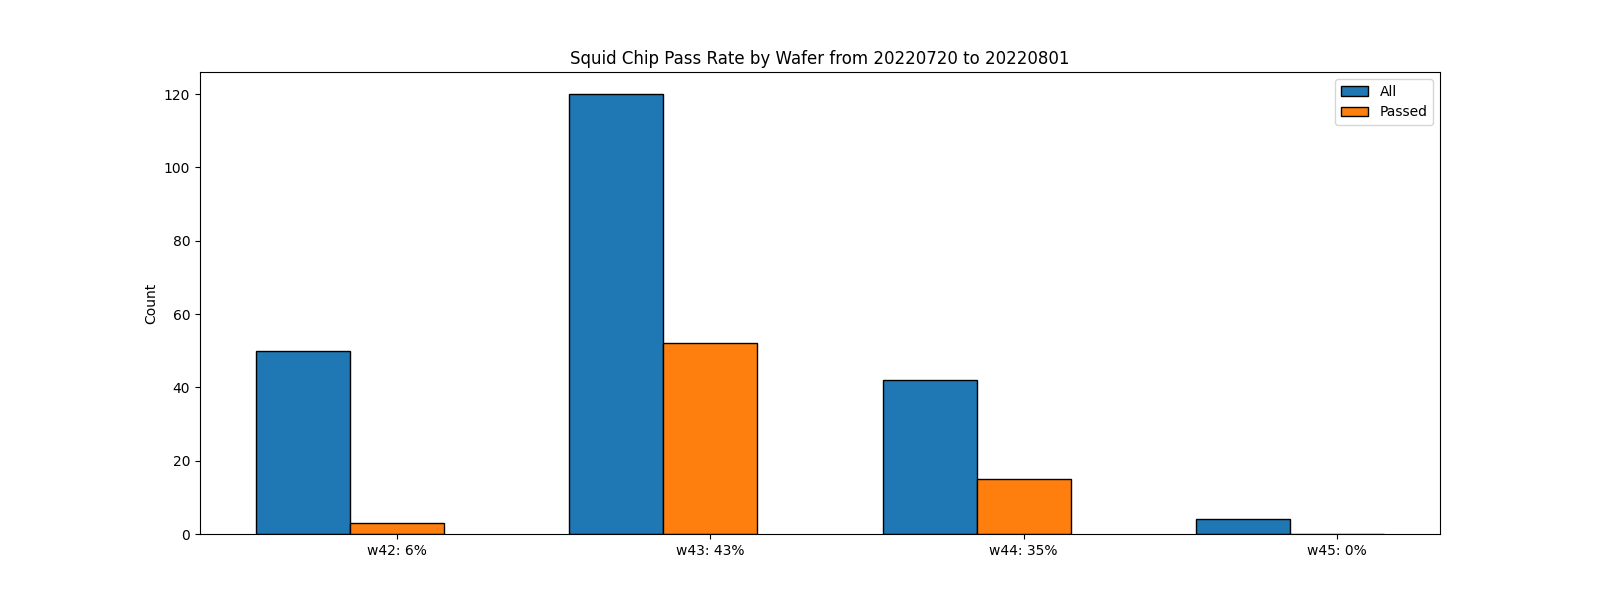 Squid Chip Pass Rate by Wafer from 20220720 to 20220801
All
Passed
120
100
80
60
40
20
0
Count
w42: 6%
w43: 43%
w44: 35%
w45: 0%